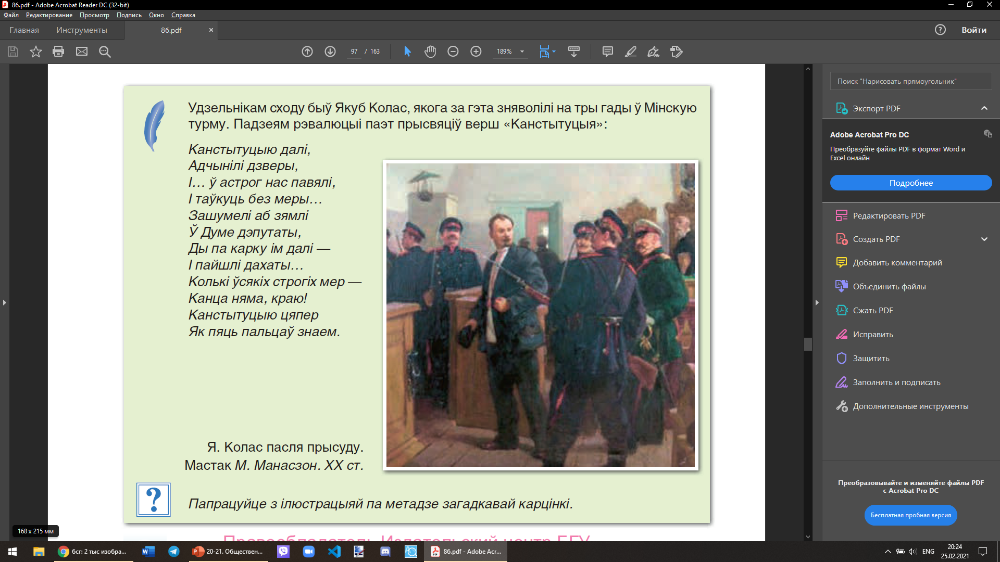 86.pdf - Adobe Acrobat Reader DC (32-bit)
Файл Редактирование Просмотр Подпись Окно Справка
Главная Инструменты 86.pdf × ? Войти
97 / 163 189%
Удзельнікам сходу быў Якуб Колас, якога за гэта зняволілі на тры гады ў Мінскую
турму. Падзеям рэвалюцыі паэт прысвяціў верш «Канстытуцыя»:
Канстытуцыю далі,
Адчынілі дзверы,
І… ў астрог нас павялі,
І таўкуць без меры…
Зашумелі аб зямлі
Ў Думе дэпутаты,
Ды па карку ім далі —
І пайшлі дахаты…
Колькі ўсякіх строгіх мер —
Канца няма, краю!
Канстытуцыю цяпер
Як пяць пальцаў знаем.
Я. Колас пасля прысуду.
Мастак М. Манасзон. XX ст.
?
Папрацуйце з ілюстрацыяй па метадзе загадкавай карцінкі.
168 x 215 мм
Правообладатель Издательский центр БГУ
Поиск "Нарисовать прямоугольник"
Экспорт PDF
Adobe Acrobat Pro DC
Преобразуйте файлы PDF в формат Word и
Excel онлайн
Подробнее
Редактировать PDF
Создать PDF
Добавить комментарий
Объединить файлы
Сжать PDF
Исправить
Защитить
Заполнить и подписать
Дополнительные инструменты
Преобразовывайте и изменяйте файлы PDF
с Acrobat Pro DC
Бесплатная пробная версия
бсг: 2 тыс изобра... 20-21. Обществен... 86.pdf - Adobe Acr... ENG 20:24
25.02.2021